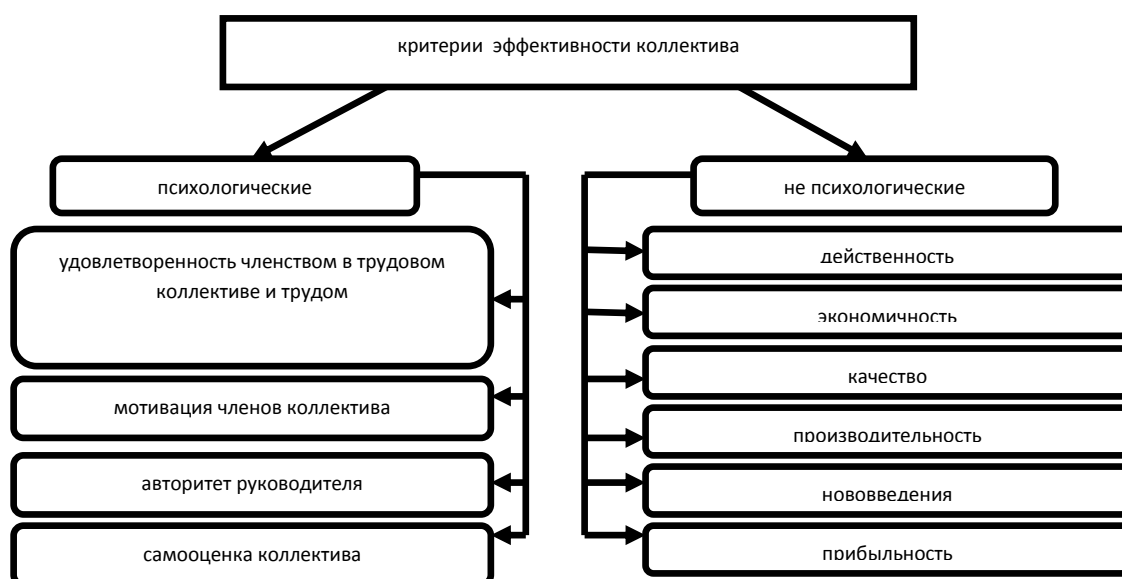 критерии эффективности коллектива
психологические
не психологические
удовлетворенность членством в трудовом
коллективе и трудом
мотивация членов коллектива
авторитет руководителя
самооценка коллектива
действенность
экономичность
качество
производительность
нововведения
прибыльность